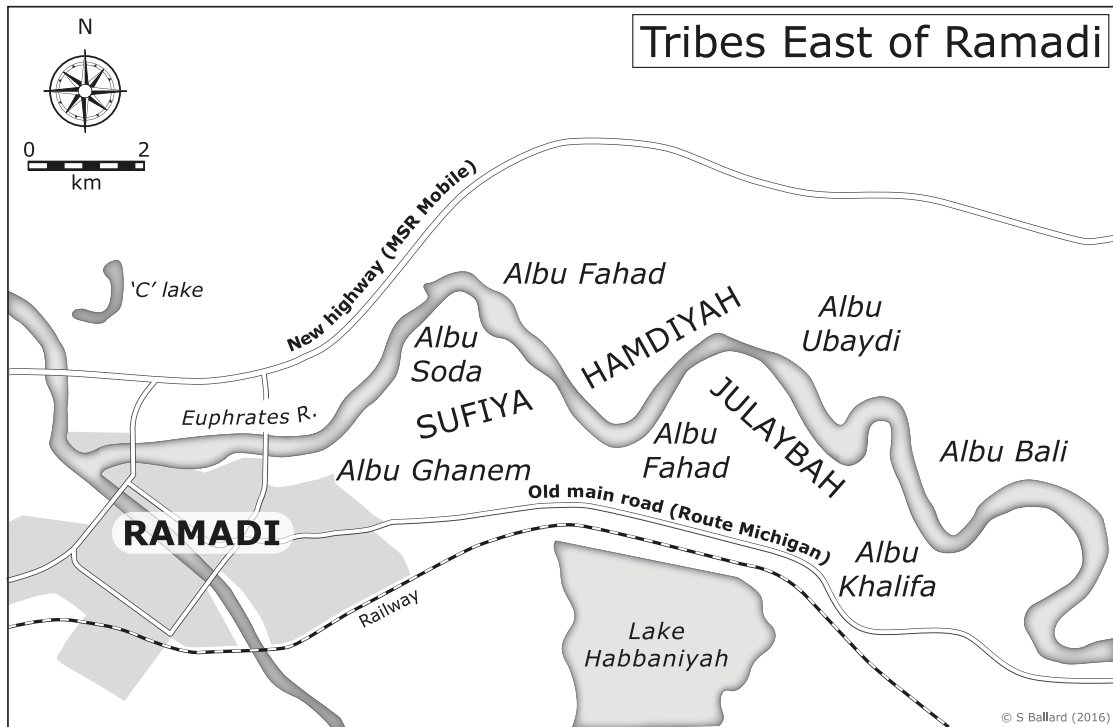 Tribes East of Ramadi
N
0 2
km
New highway (MSR Mobile)
'C' lake
Albu Fahad
HAMDIYAH
Albu
Ubaydi
Albu
Soda
SUFIYA
JULAYBAH
Euphrates R.
Albu
Fahad
Albu Bali
Albu Ghanem
Old main road (Route Michigan)
RAMADI
Albu
Khalifa
Railway
Lake
Habbaniyah
© S Ballard (2016)